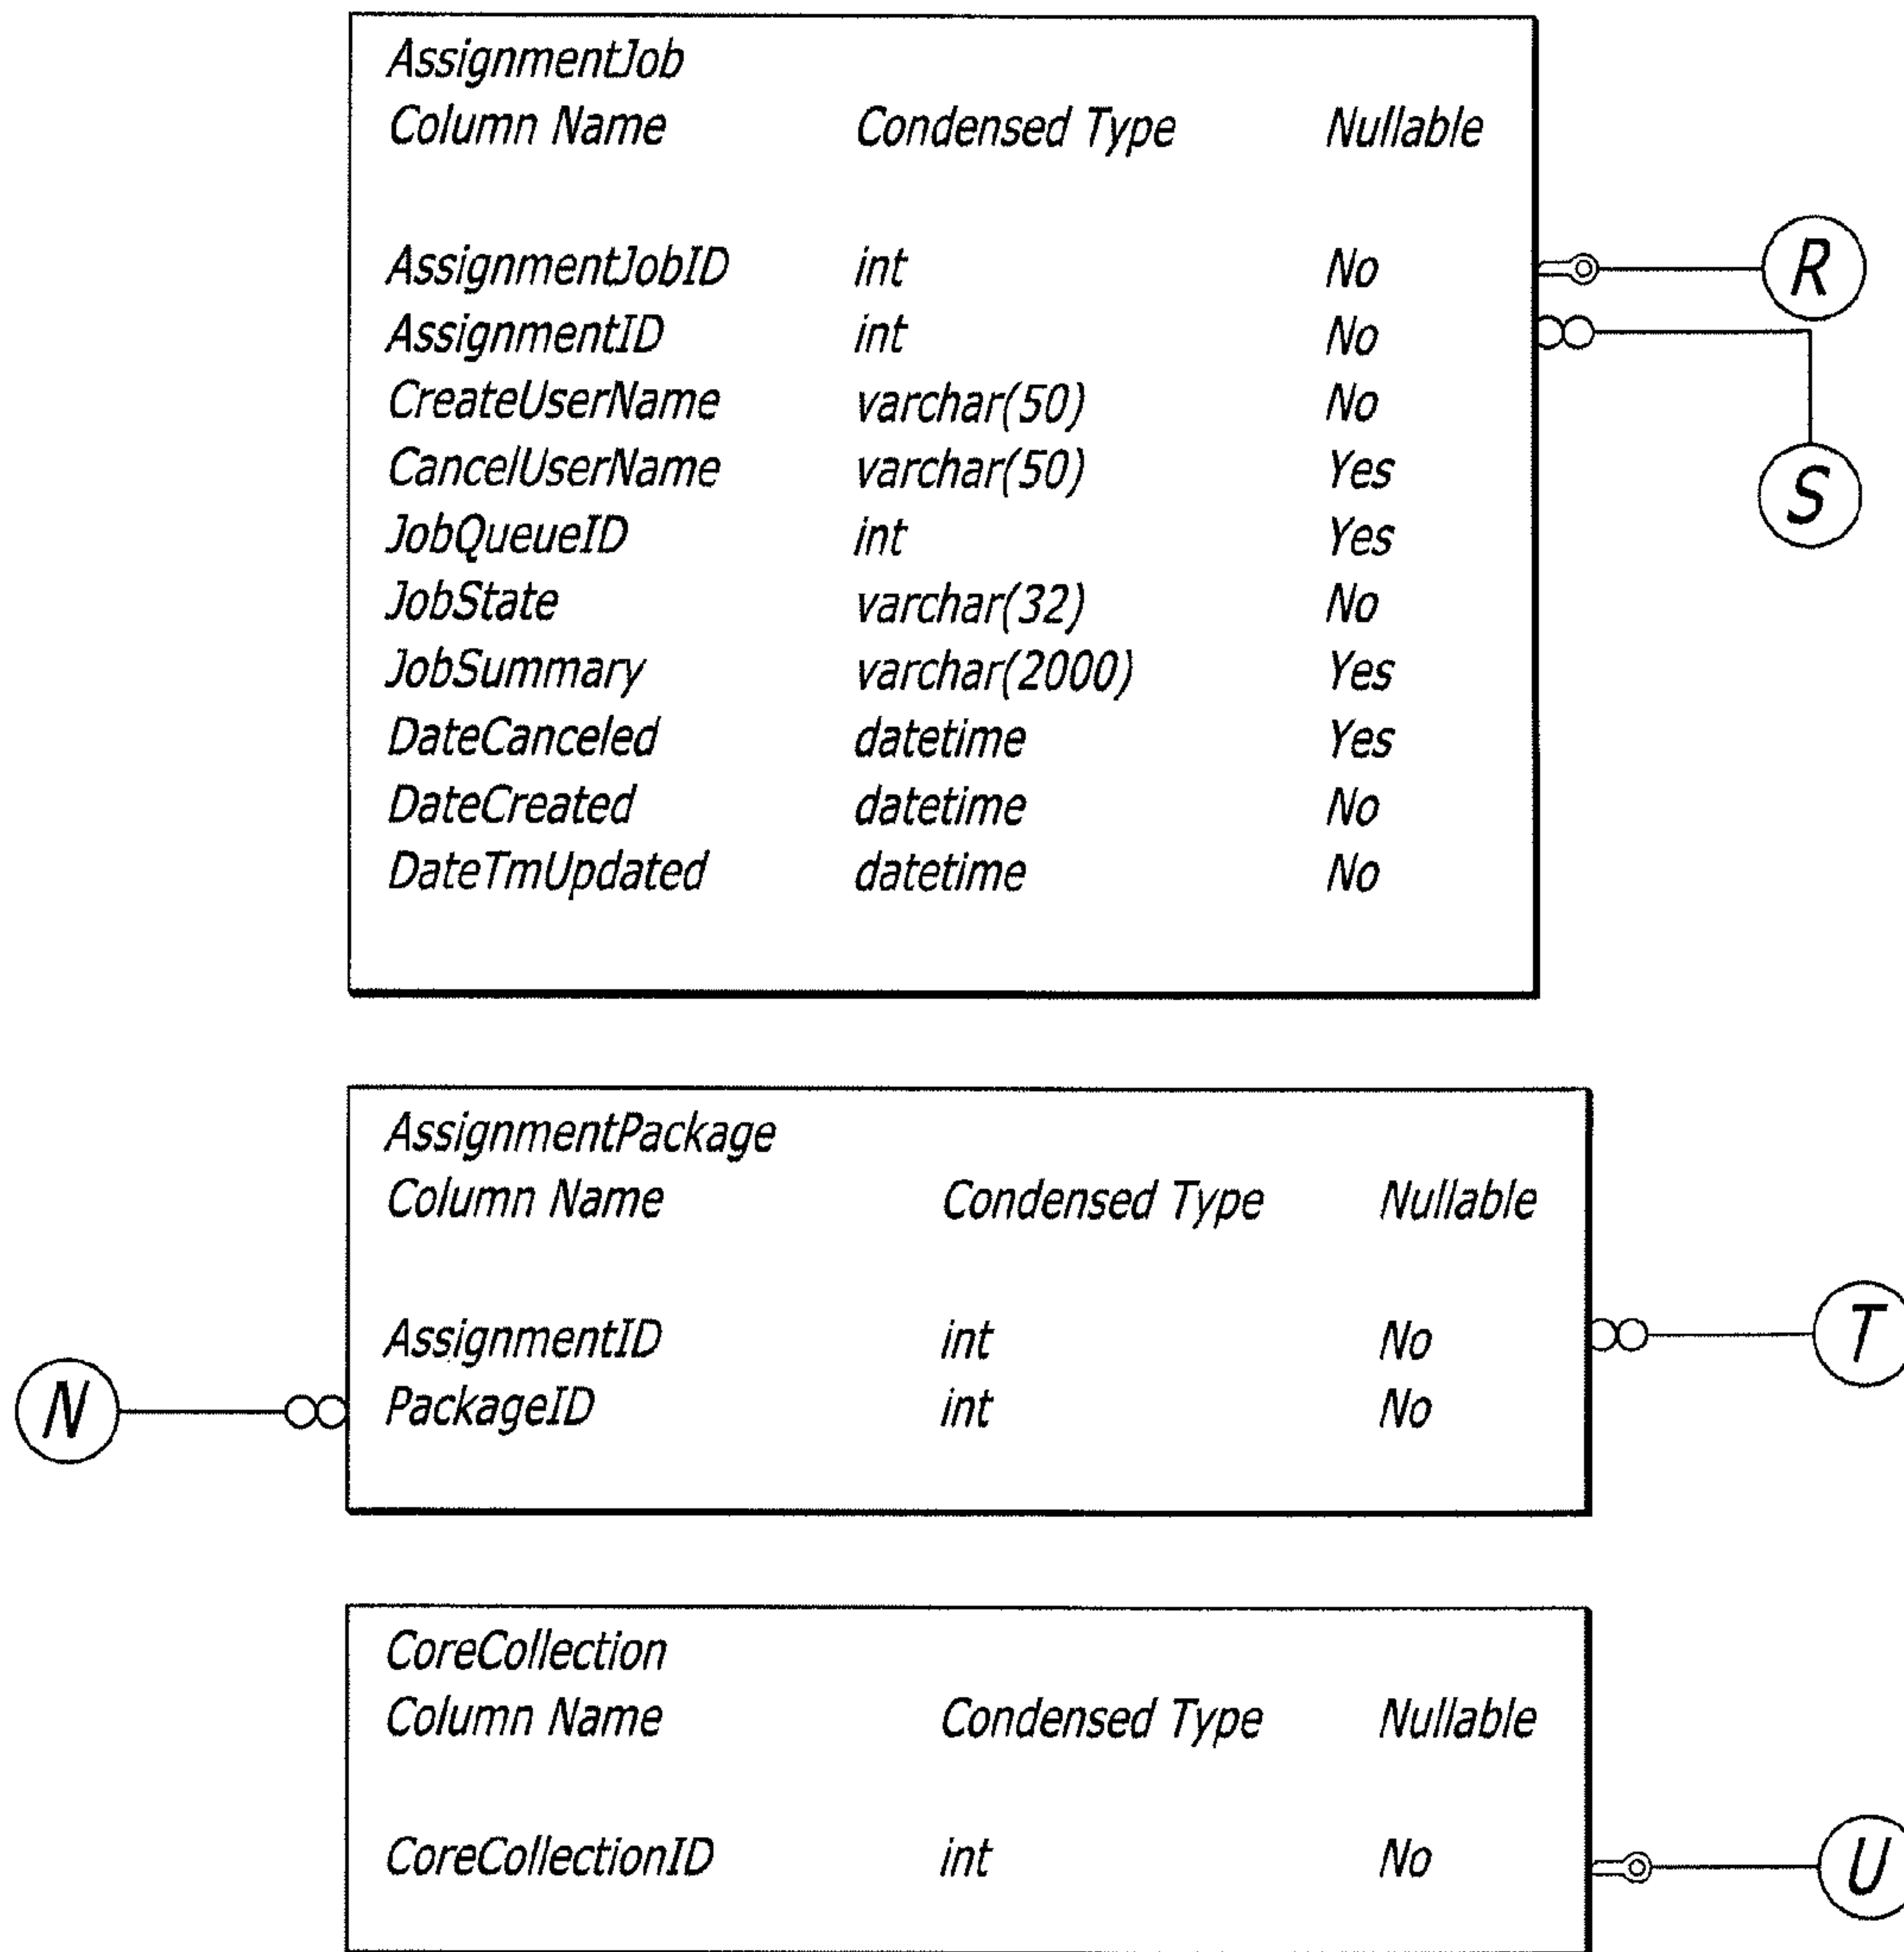 AssignmentJob
Column Name Condensed Type Nullable
AssignmentJobID int No R
AssignmentID int No
CreateUserName varchar(50) No
CancelUserName varchar(50) Yes S
JobQueueID int Yes
JobState varchar(32) No
JobSummary varchar(2000) Yes
DateCanceled datetime Yes
DateCreated datetime No
DateTmUpdated datetime No
AssignmentPackage
Column Name Condensed Type Nullable
AssignmentID int No T
N PackageID int No
CoreCollection
Column Name Condensed Type Nullable
CoreCollectionID int No U